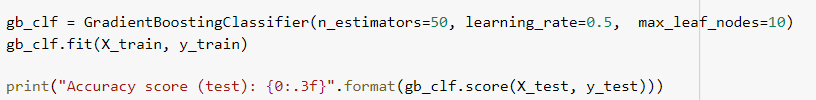 gb_clf = GradientBoostingClassifier(n_estimators=50, learning_rate=0.5,  max_leaf_nodes=10)
gb_clf.fit(X_train, y_train)
print("Accuracy score (test): {0:.3f}".format(gb_clf.score(X_test, y_test)))